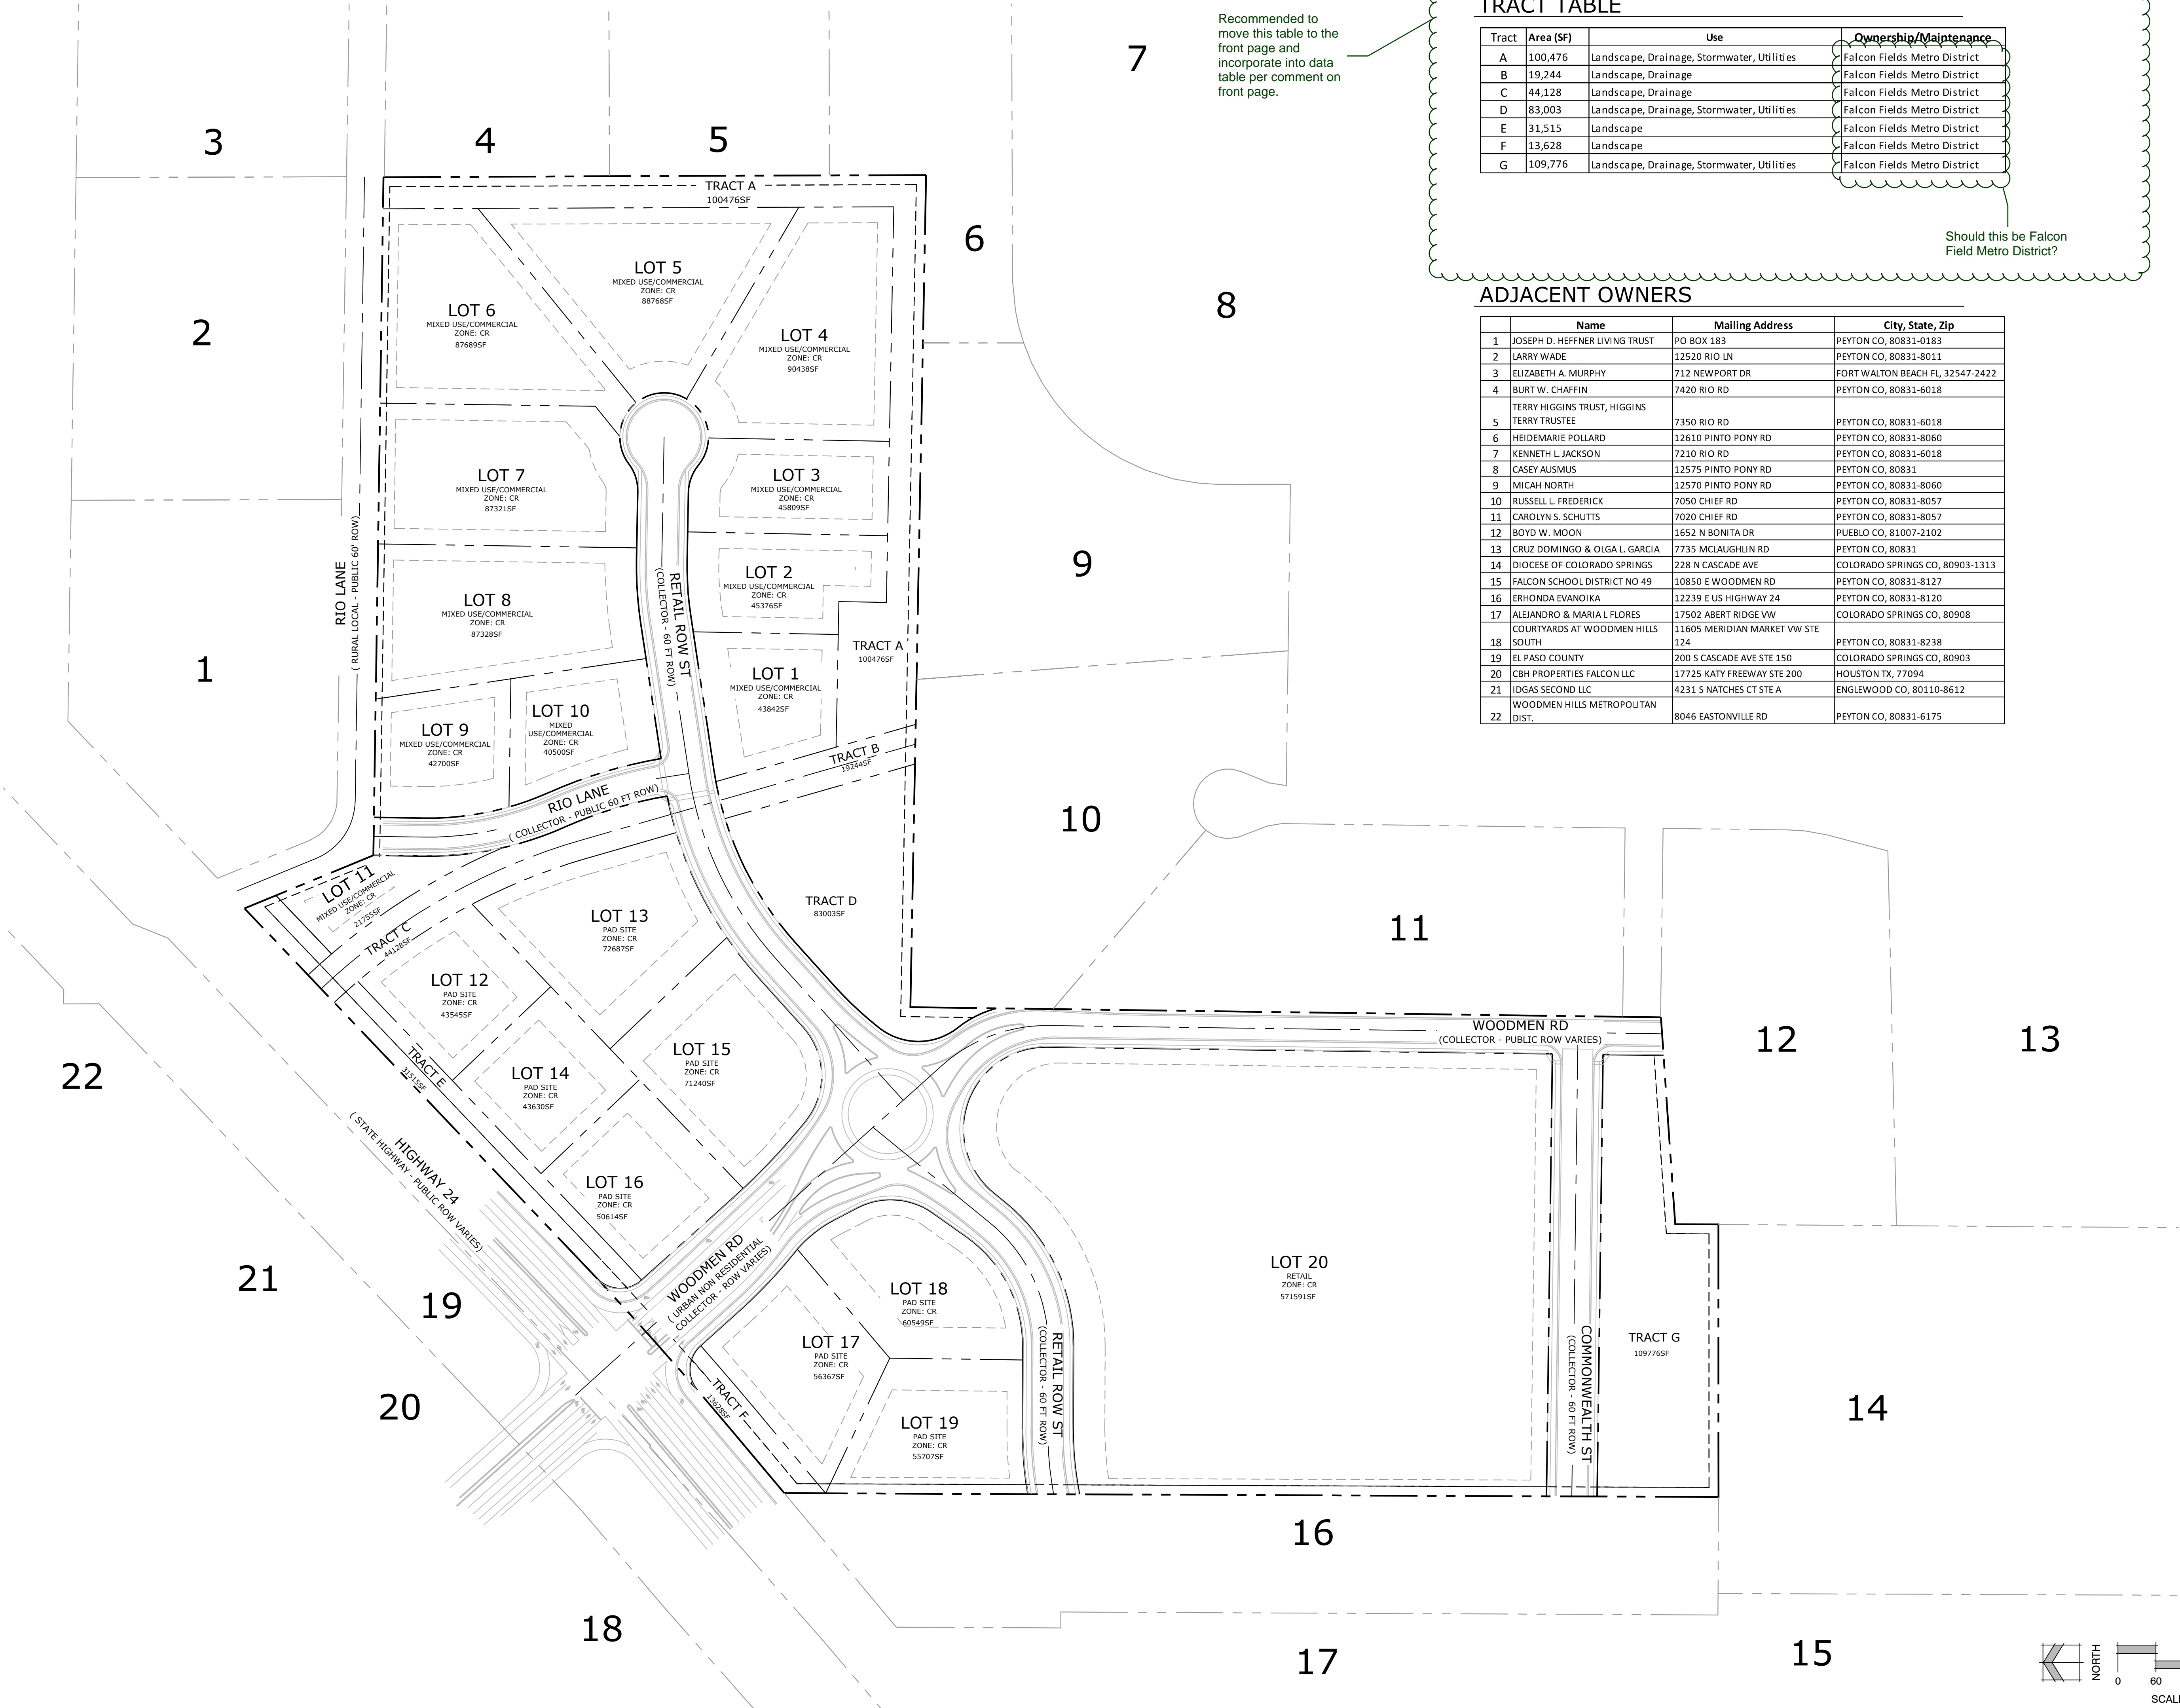 Recommended to
move this table to the
front page and
incorporate into data
table per comment on
front page.
TRACT TABLE
Tract Area (SF) Use Ownership/Maintenance
A 100,476 Landscape, Drainage, Stormwater, Utilities Falcon Fields Metro District
B 19,244 Landscape, Drainage Falcon Fields Metro District
C 44,128 Landscape, Drainage Falcon Fields Metro District
D 83,003 Landscape, Drainage, Stormwater, Utilities Falcon Fields Metro District
E 31,515 Landscape Falcon Fields Metro District
F 13,628 Landscape Falcon Fields Metro District
G 109,776 Landscape, Drainage, Stormwater, Utilities Falcon Fields Metro District
Should this be Falcon
Field Metro District?
ADJACENT OWNERS
Name Mailing Address City, State, Zip
1 JOSEPH D. HEFFNER LIVING TRUST PO BOX 183 PEYTON CO, 80831-0183
2 LARRY WADE 12520 RIO LN PEYTON CO, 80831-8011
3 ELIZABETH A. MURPHY 712 NEWPORT DR FORT WALTON BEACH FL, 32547-2422
4 BURT W. CHAFFIN 7420 RIO RD PEYTON CO, 80831-6018
TERRY HIGGINS TRUST, HIGGINS
5 TERRY TRUSTEE 7350 RIO RD PEYTON CO, 80831-6018
6 HEIDEMARIE POLLARD 12610 PINTO PONY RD PEYTON CO, 80831-8060
7 KENNETH L. JACKSON 7210 RIO RD PEYTON CO, 80831-6018
8 CASEY AUSMUS 12575 PINTO PONY RD PEYTON CO, 80831
9 MICAH NORTH 12570 PINTO PONY RD PEYTON CO, 80831-8060
10 RUSSELL L. FREDERICK 7050 CHIEF RD PEYTON CO, 80831-8057
11 CAROLYN S. SCHUTTS 7020 CHIEF RD PEYTON CO, 80831-8057
12 BOYD W. MOON 1652 N BONITA DR PUEBLO CO, 81007-2102
13 CRUZ DOMINGO & OLGA L. GARCIA 7735 MCLAUGHLIN RD PEYTON CO, 80831
14 DIOCESE OF COLORADO SPRINGS 228 N CASCADE AVE COLORADO SPRINGS CO, 80903-1313
15 FALCON SCHOOL DISTRICT NO 49 10850 E WOODMEN RD PEYTON CO, 80831-8127
16 ERHONDA EVANOIKA 12239 E US HIGHWAY 24 PEYTON CO, 80831-8120
17 ALEJANDRO & MARIA L FLORES 17502 ABERT RIDGE VW COLORADO SPRINGS CO, 80908
COURTYARDS AT WOODMEN HILLS 11605 MERIDIAN MARKET VW STE
18 SOUTH 124 PEYTON CO, 80831-8238
19 EL PASO COUNTY 200 S CASCADE AVE STE 150 COLORADO SPRINGS CO, 80903
20 CBH PROPERTIES FALCON LLC 17725 KATY FREEWAY STE 200 HOUSTON TX, 77094
21 IDGAS SECOND LLC 4231 S NATCHES CT STE A ENGLEWOOD CO, 80110-8612
WOODMEN HILLS METROPOLITAN
22 DIST. 8046 EASTONVILLE RD PEYTON CO, 80831-6175
7
3
4
5
6
8
2
1
9
10
11
12
13
14
22
21
19
20
16
18
17
15
TRACT A
100476SF
LOT 5
MIXED USE/COMMERCIAL
ZONE: CR
88768SF
LOT 6
MIXED USE/COMMERCIAL
ZONE: CR
87689SF
LOT 4
MIXED USE/COMMERCIAL
ZONE: CR
90438SF
LOT 7
MIXED USE/COMMERCIAL
ZONE: CR
87321SF
LOT 3
MIXED USE/COMMERCIAL
ZONE: CR
45809SF
LOT 2
MIXED USE/COMMERCIAL
ZONE: CR
45376SF
LOT 8
MIXED USE/COMMERCIAL
ZONE: CR
87328SF
RIO LANE
( RURAL LOCAL - PUBLIC 60' ROW)
RETAIL ROW ST
(COLLECTOR - 60 FT ROW)
TRACT A
100476SF
LOT 1
MIXED USE/COMMERCIAL
ZONE: CR
43842SF
LOT 9
MIXED USE/COMMERCIAL
ZONE: CR
42700SF
LOT 10
MIXED
USE/COMMERCIAL
ZONE: CR
40500SF
TRACT B
19244SF
RIO LANE
( COLLECTOR - PUBLIC 60 FT ROW)
LOT 11
MIXED USE/COMMERCIAL
ZONE: CR
21755SF
TRACT C
44128SF
TRACT D
83003SF
LOT 13
PAD SITE
ZONE: CR
72687SF
LOT 12
PAD SITE
ZONE: CR
43545SF
LOT 15
PAD SITE
ZONE: CR
71240SF
LOT 14
PAD SITE
ZONE: CR
43630SF
TRACT E
31515SF
LOT 16
PAD SITE
ZONE: CR
50614SF
HIGHWAY 24
( STATE HIGHWAY - PUBLIC ROW VARIES)
WOODMEN RD
(COLLECTOR - PUBLIC ROW VARIES)
WOODMEN RD
( URBAN NON RESIDENTIAL
COLLECTOR - ROW VARIES)
LOT 18
PAD SITE
ZONE: CR
60549SF
LOT 17
PAD SITE
ZONE: CR
56367SF
LOT 19
PAD SITE
ZONE: CR
55707SF
TRACT F
13628SF
RETAIL ROW ST
(COLLECTOR - 60 FT ROW)
LOT 20
RETAIL
ZONE: CR
571591SF
COMMONWEALTH ST
(COLLECTOR - 60 FT ROW)
TRACT G
109776SF
NORTH
0 60